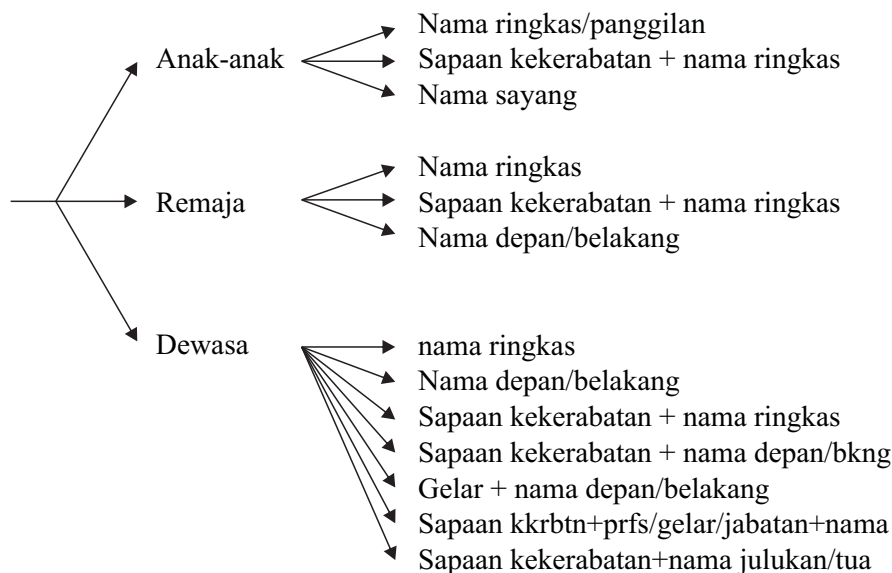 Anak-anak
Nama ringkas/panggilan
Sapaan kekerabatan + nama ringkas
Nama sayang
Remaja
Nama ringkas
Sapaan kekerabatan + nama ringkas
Nama depan/belakang
Dewasa
nama ringkas
Nama depan/belakang
Sapaan kekerabatan + nama ringkas
Sapaan kekerabatan + nama depan/bkng
Gelar + nama depan/belakang
Sapaan kkrbtn+prfs/gelar/jabatan+nama
Sapaan kekerabatan+nama julukan/tua